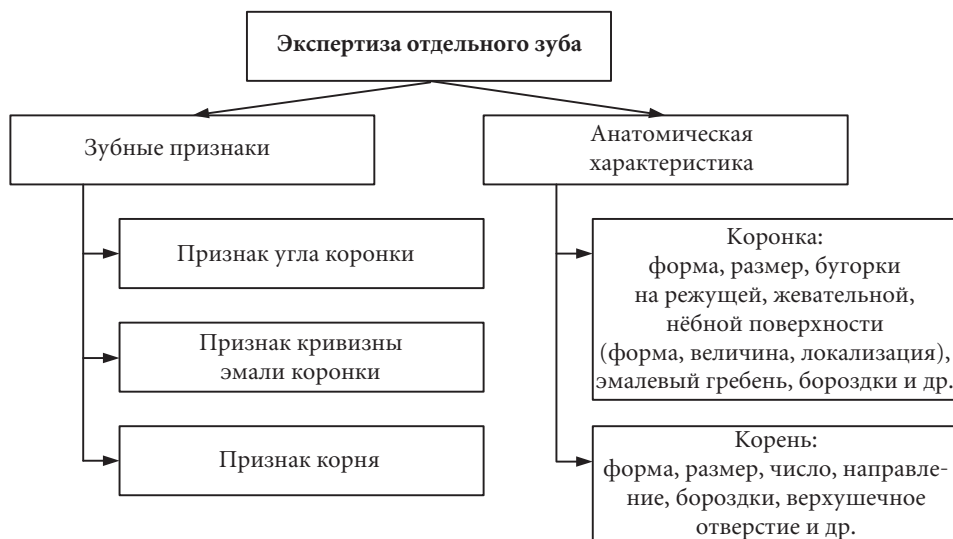 Экспертиза отдельного зуба
Зубные признаки
Признак угла коронки
Признак кривизны
эмали коронки
Признак корня
Анатомическая
характеристика
Коронка:
форма, размер, бугорки
на режущей, жевательной,
нёбной поверхности
(форма, величина, локализация),
эмалевый гребень, бороздки и др.
Корень:
форма, размер, число, направле-
ние, бороздки, верхушечное
отверстие и др.